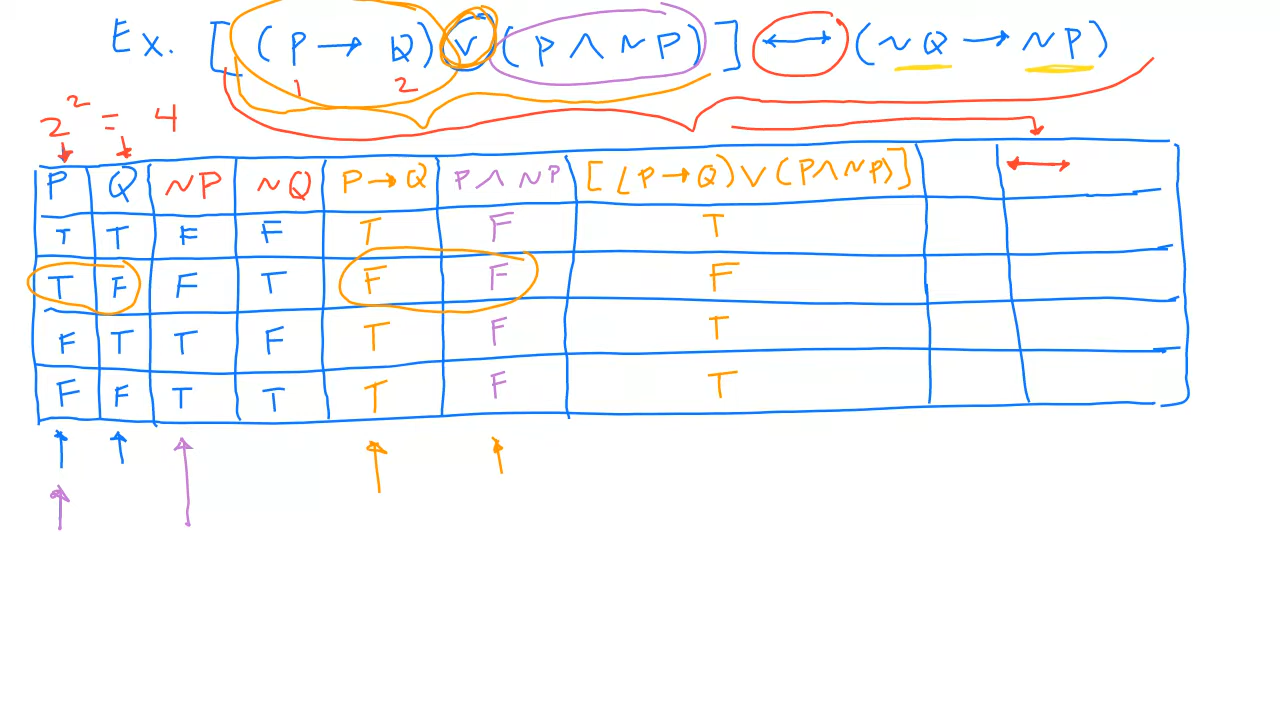 Ex. [ (P → Q) ∨ (P ∧ ~P) ] ↔ (~Q → ~P)
1 2
2² = 4
P Q ~P ~Q P → Q P ∧ ~P [(P → Q) ∨ (P ∧ ~P)] ↔
T T F F T F T
T F F T F F F
F T T F T F T
F F T T T F T